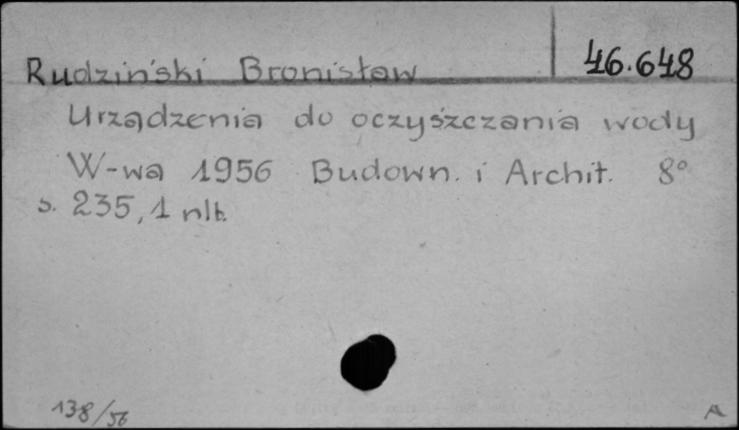 46.648
Rudziński Bronisław
Urządzenia do oczyszczania wody
W-wa 1956 Budown. i Archit. 8°
s. 235, 1 nlb.
138/56
A